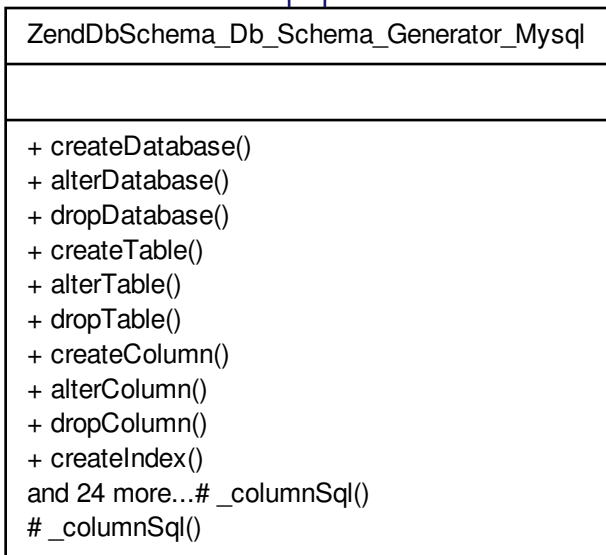 ZendDbSchema_Db_Schema_Generator_Mysql
+ createDatabase()
+ alterDatabase()
+ dropDatabase()
+ createTable()
+ alterTable()
+ dropTable()
+ createColumn()
+ alterColumn()
+ dropColumn()
+ createIndex()
and 24 more...# _columnSql()
# _columnSql()